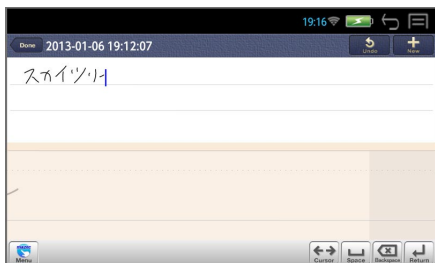 19:16
Done 2013-01-06 19:12:07 Undo New
スカイツリー
Menu Cursor Space Backspace Return